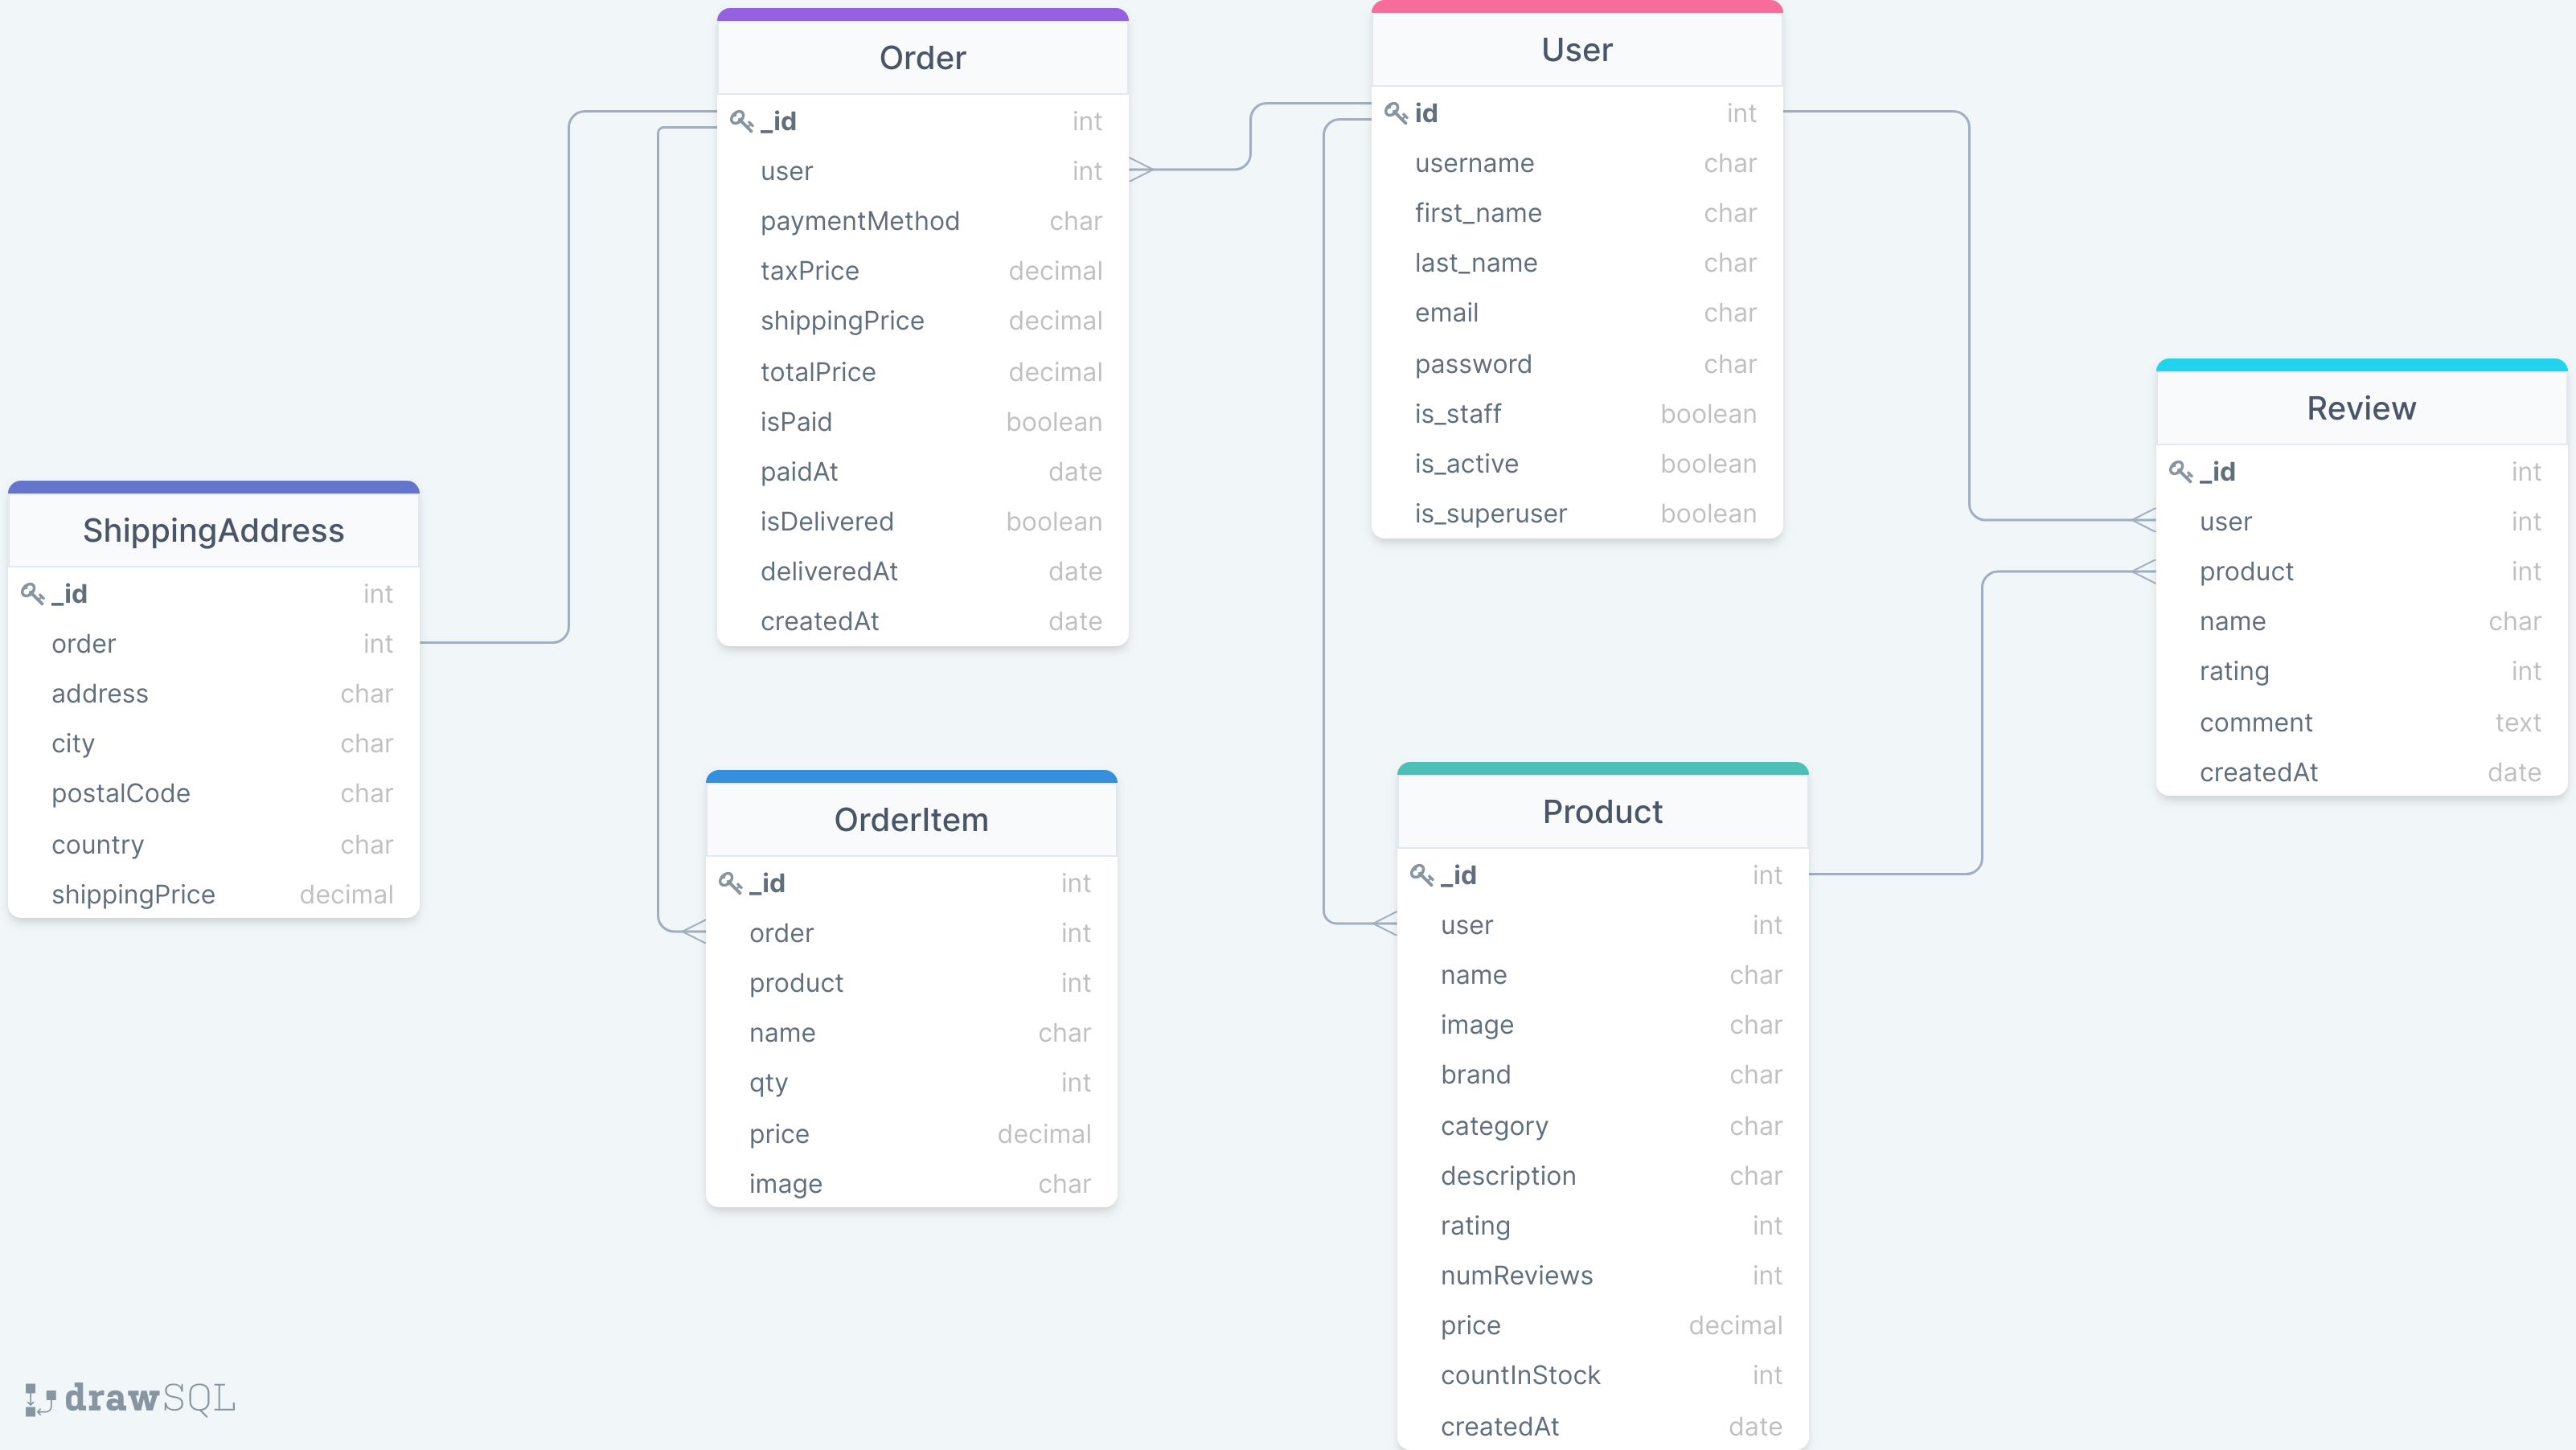 Order
_id int
user int
paymentMethod char
taxPrice decimal
shippingPrice decimal
totalPrice decimal
isPaid boolean
paidAt date
isDelivered boolean
deliveredAt date
createdAt date
User
id int
username char
first_name char
last_name char
email char
password char
is_staff boolean
is_active boolean
is_superuser boolean
Review
_id int
user int
product int
name char
rating int
comment text
createdAt date
ShippingAddress
_id int
order int
address char
city char
postalCode char
country char
shippingPrice decimal
OrderItem
_id int
order int
product int
name char
qty int
price decimal
image char
Product
_id int
user int
name char
image char
brand char
category char
description char
rating int
numReviews int
price decimal
countInStock int
createdAt date
drawSQL